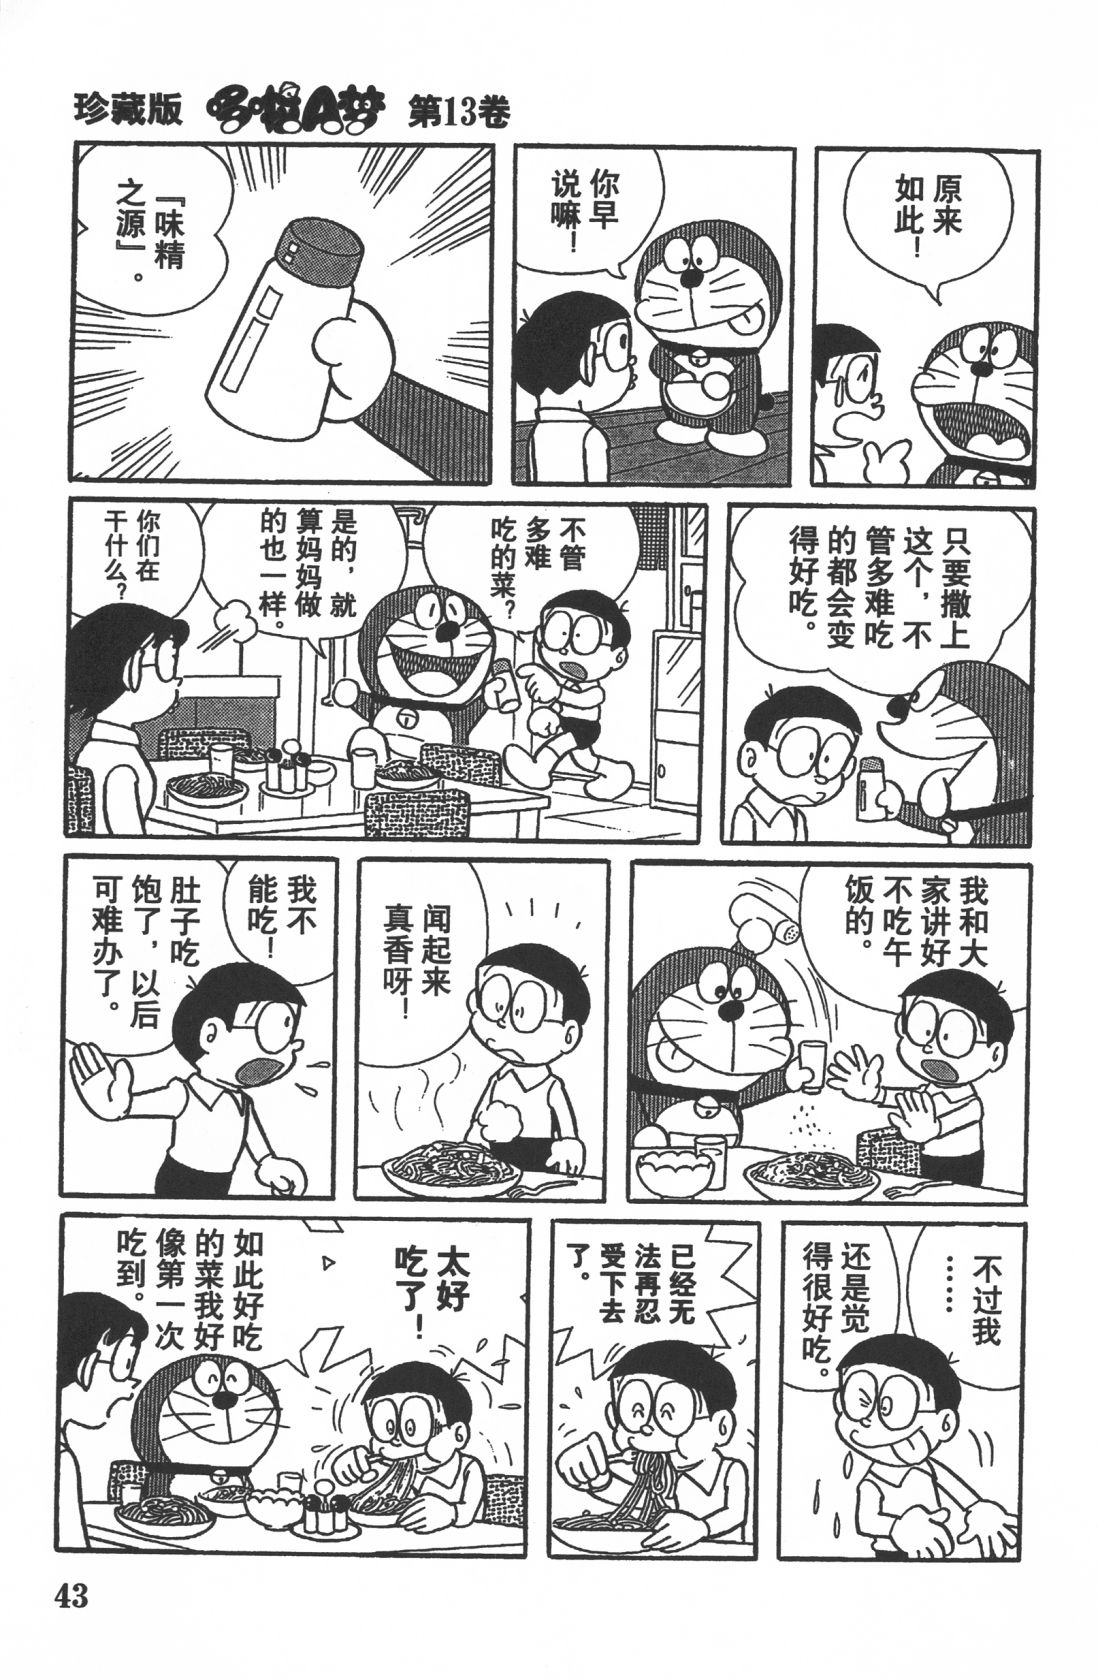 珍藏版 哆啦A梦 第13卷
原来
如此！
你早
说嘛！
『味精
之源』。
只要撒上
这个，不
管多难吃
的都会变
得好吃。
不管
多难
吃的菜？
是的，就
算妈妈做
的也一样。
你们在
干什么？
我和大
家讲好
不吃午
饭的。
闻起来
真香呀！
我不
能吃！
肚子吃
饱了，以后
可难办了。
不过我
……
还是觉
得很好吃。
已经无
法再忍
受下去
了。
太好
吃了！
如此好吃
的菜我好
像第一次
吃到。
43